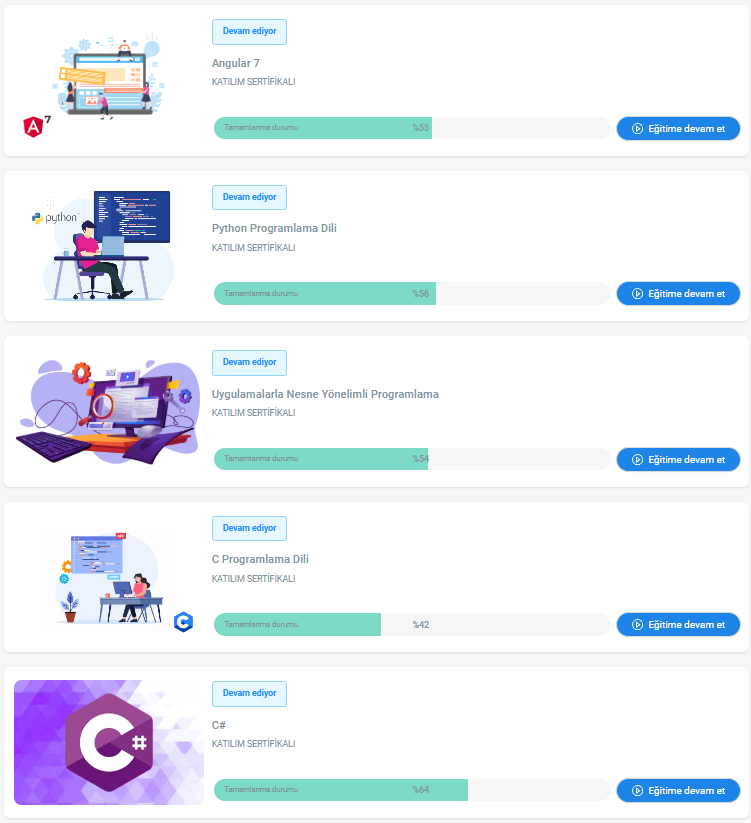 Devam ediyor
Angular 7
KATILIM SERTİFİKALI
7
Tamamlanma durumu %55 Eğitime devam et
Devam ediyor
python
Python Programlama Dili
KATILIM SERTİFİKALI
Tamamlanma durumu %56 Eğitime devam et
Devam ediyor
Uygulamalarla Nesne Yönelimli Programlama
KATILIM SERTİFİKALI
Tamamlanma durumu %54 Eğitime devam et
Devam ediyor
C Programlama Dili
KATILIM SERTİFİKALI
C
Tamamlanma durumu %42 Eğitime devam et
Devam ediyor
C#
C#
KATILIM SERTİFİKALI
Tamamlanma durumu %64 Eğitime devam et